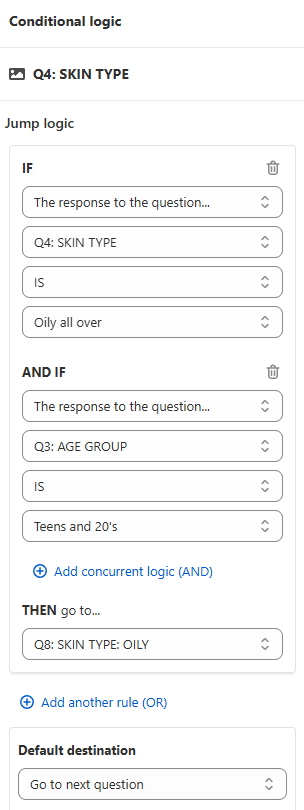 Conditional logic
Q4: SKIN TYPE
Jump logic
IF
The response to the question...
Q4: SKIN TYPE
IS
Oily all over
AND IF
The response to the question...
Q3: AGE GROUP
IS
Teens and 20's
Add concurrent logic (AND)
THEN go to...
Q8: SKIN TYPE: OILY
Add another rule (OR)
Default destination
Go to next question